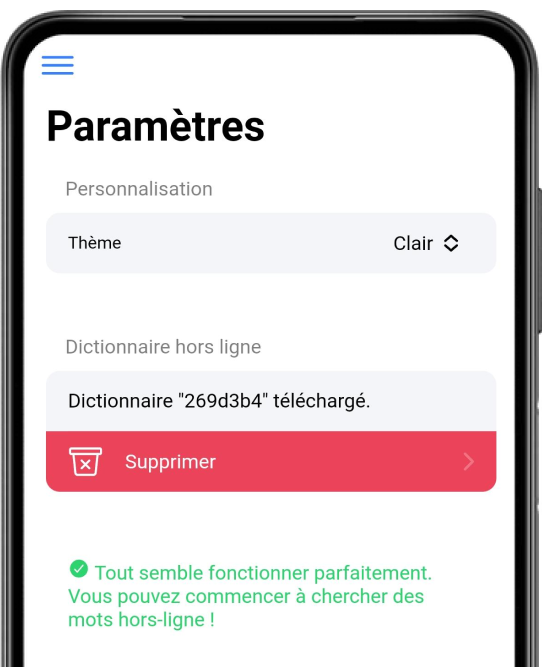 Paramètres
Personnalisation
Thème Clair
Dictionnaire hors ligne
Dictionnaire "269d3b4" téléchargé.
Supprimer
Tout semble fonctionner parfaitement.
Vous pouvez commencer à chercher des
mots hors-ligne !